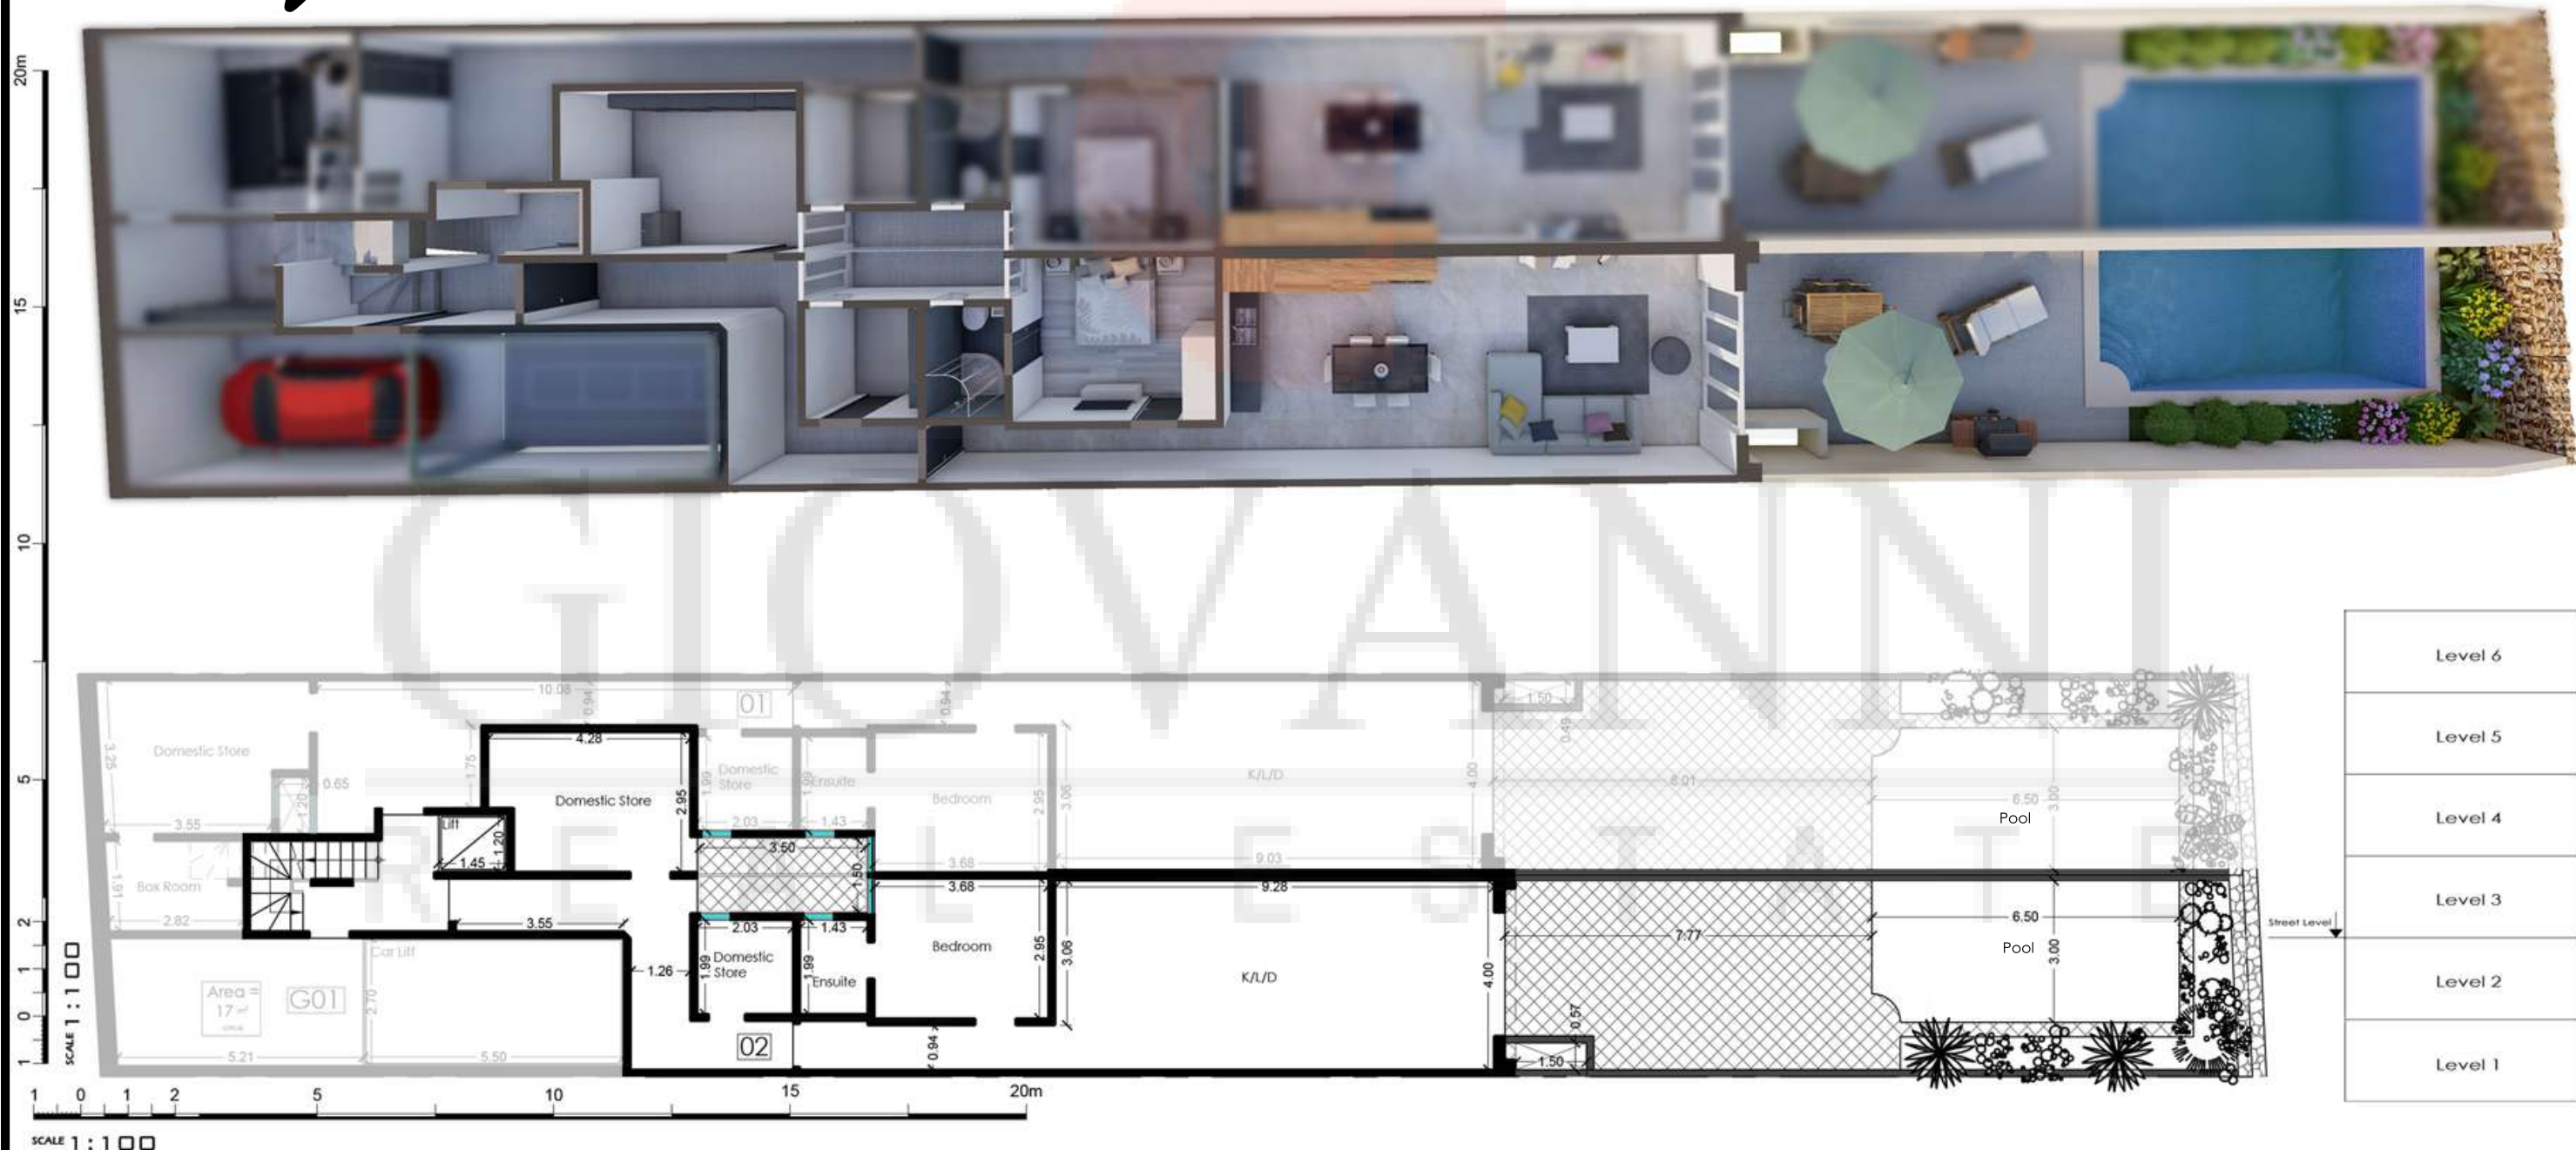 20m
15
10
5
2
1
0
1
SCALE 1:100
GIOVANNI
REAL ESTATE
10.08
0.94
01
0.94
1.50
0.49
3.25
Domestic Store
0.65
1.20
3.55
1.75
4.28
Domestic Store
2.95
Domestic
Store
1.99
2.03
Ensuite
1.99
1.43
Bedroom
2.95
3.06
3.68
K/L/D
4.00
9.03
8.01
6.50
3.00
Pool
Lift
1.20
1.45
3.50
1.50
Box Room
1.91
2.82
3.55
3.68
9.28
Car Lift
Area =
17 m²
G01
2.70
5.21
5.50
1.26
2.03
1.99
Domestic
Store
1.43
1.99
Ensuite
Bedroom
2.95
3.06
02
0.94
K/L/D
4.00
7.77
0.57
1.50
6.50
3.00
Pool
Level 6
Level 5
Level 4
Level 3
Street Level
Level 2
Level 1
1 0 1 2 5 10 15 20m
SCALE 1:100